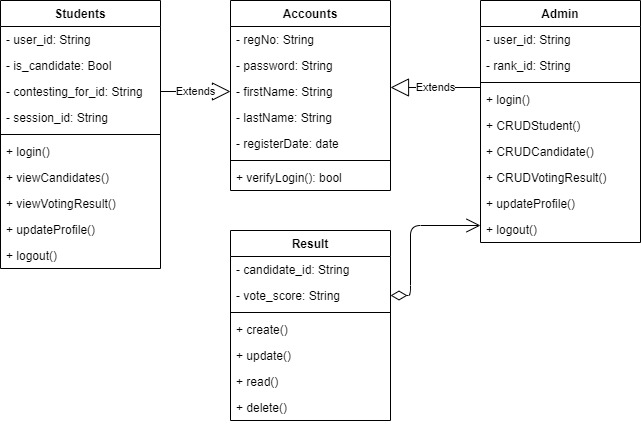 Students
- user_id: String
- is_candidate: Bool
- contesting_for_id: String
- session_id: String
+ login()
+ viewCandidates()
+ viewVotingResult()
+ updateProfile()
+ logout()
Extends
Accounts
- regNo: String
- password: String
- firstName: String
- lastName: String
- registerDate: date
+ verifyLogin(): bool
Extends
Admin
- user_id: String
- rank_id: String
+ login()
+ CRUDStudent()
+ CRUDCandidate()
+ CRUDVotingResult()
+ updateProfile()
+ logout()
Result
- candidate_id: String
- vote_score: String
+ create()
+ update()
+ read()
+ delete()